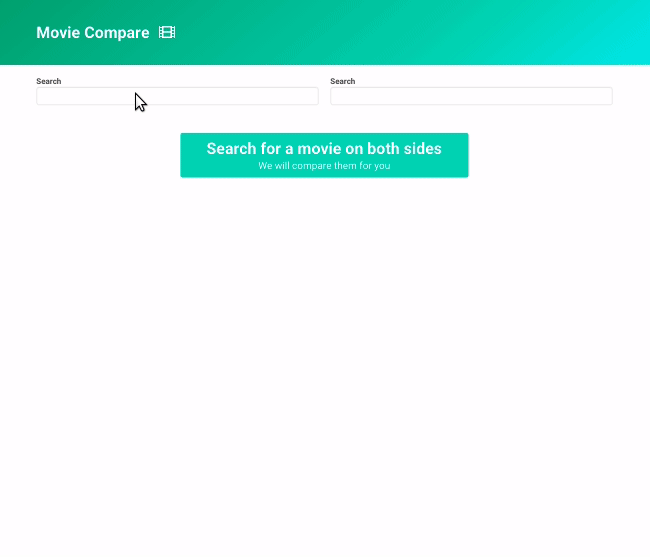 Movie Compare
Search
Search
Search for a movie on both sides
We will compare them for you